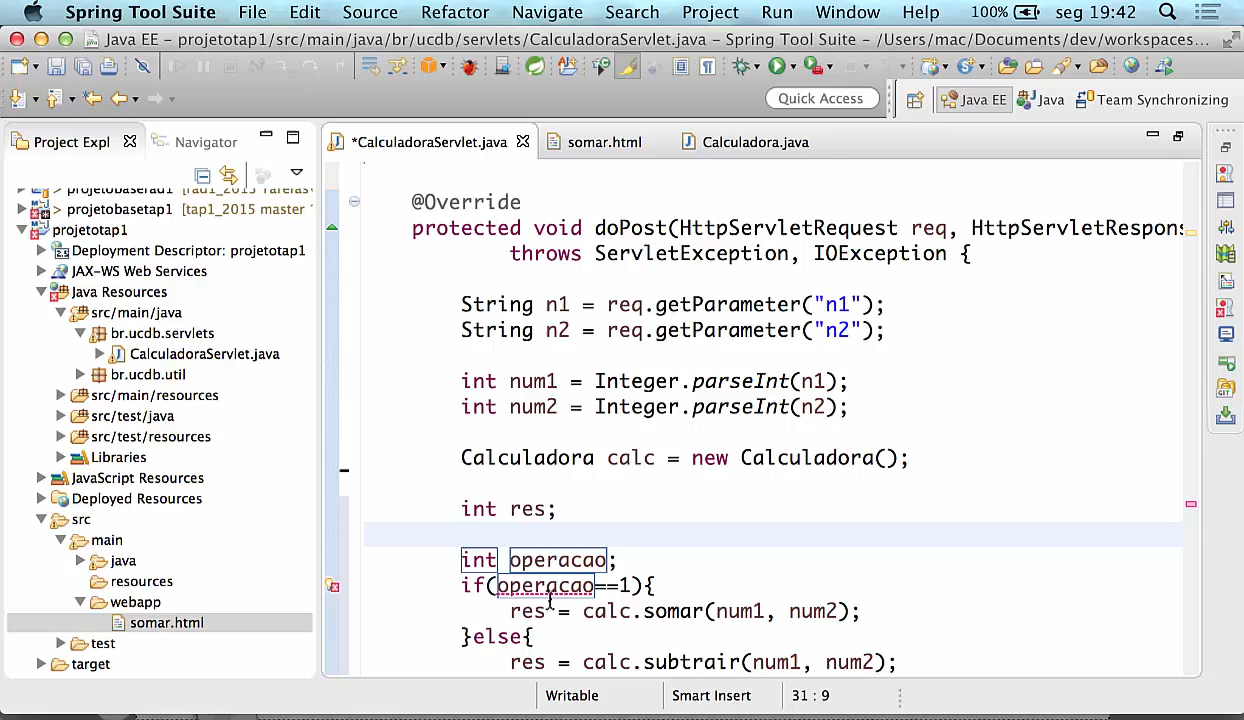 Spring Tool Suite File Edit Source Refactor Navigate Search Project Run Window Help 100% seg 19:42
Java EE – projetotap1/src/main/java/br/ucdb/servlets/CalculadoraServlet.java – Spring Tool Suite – /Users/mac/Documents/dev/workspaces...
Quick Access Java EE Java Team Synchronizing
Project Expl Navigator *CalculadoraServlet.java somar.html Calculadora.java
> projetobaserad1 [rad1_2015 Tarefas
> projetobasetap1 [tap1_2015 master
projetotap1
Deployment Descriptor: projetotap1
JAX-WS Web Services
Java Resources
src/main/java
br.ucdb.servlets
CalculadoraServlet.java
br.ucdb.util
src/main/resources
src/test/java
src/test/resources
Libraries
JavaScript Resources
Deployed Resources
src
main
java
resources
webapp
somar.html
test
target
@Override
protected void doPost(HttpServletRequest req, HttpServletRespons
throws ServletException, IOException {
String n1 = req.getParameter("n1");
String n2 = req.getParameter("n2");
int num1 = Integer.parseInt(n1);
int num2 = Integer.parseInt(n2);
Calculadora calc = new Calculadora();
int res;
int operacao;
if(operacao==1){
res = calc.somar(num1, num2);
}else{
res = calc.subtrair(num1, num2);
Writable Smart Insert 31 : 9